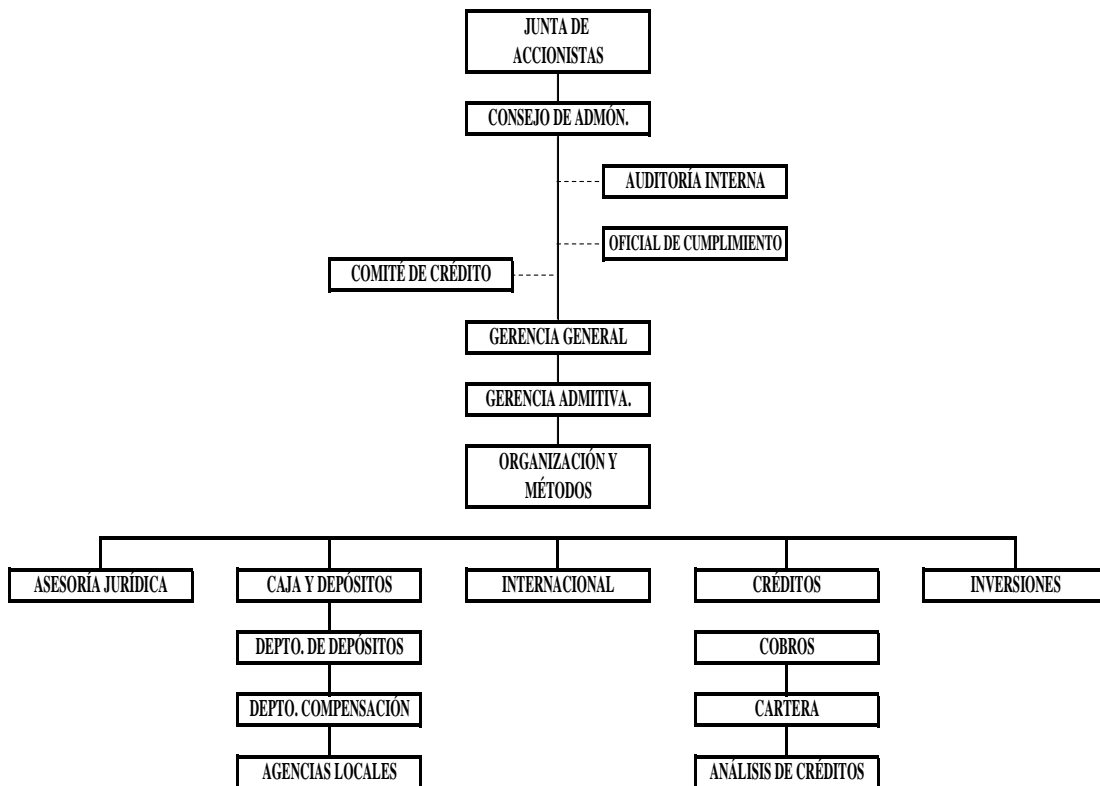 JUNTA DE
ACCIONISTAS
CONSEJO DE ADMÓN.
AUDITORÍA INTERNA
OFICIAL DE CUMPLIMIENTO
COMITÉ DE CRÉDITO
GERENCIA GENERAL
GERENCIA ADMITIVA.
ORGANIZACIÓN Y
MÉTODOS
ASESORÍA JURÍDICA
CAJA Y DEPÓSITOS
INTERNACIONAL
CRÉDITOS
INVERSIONES
DEPTO. DE DEPÓSITOS
COBROS
DEPTO. COMPENSACIÓN
CARTERA
AGENCIAS LOCALES
ANÁLISIS DE CRÉDITOS